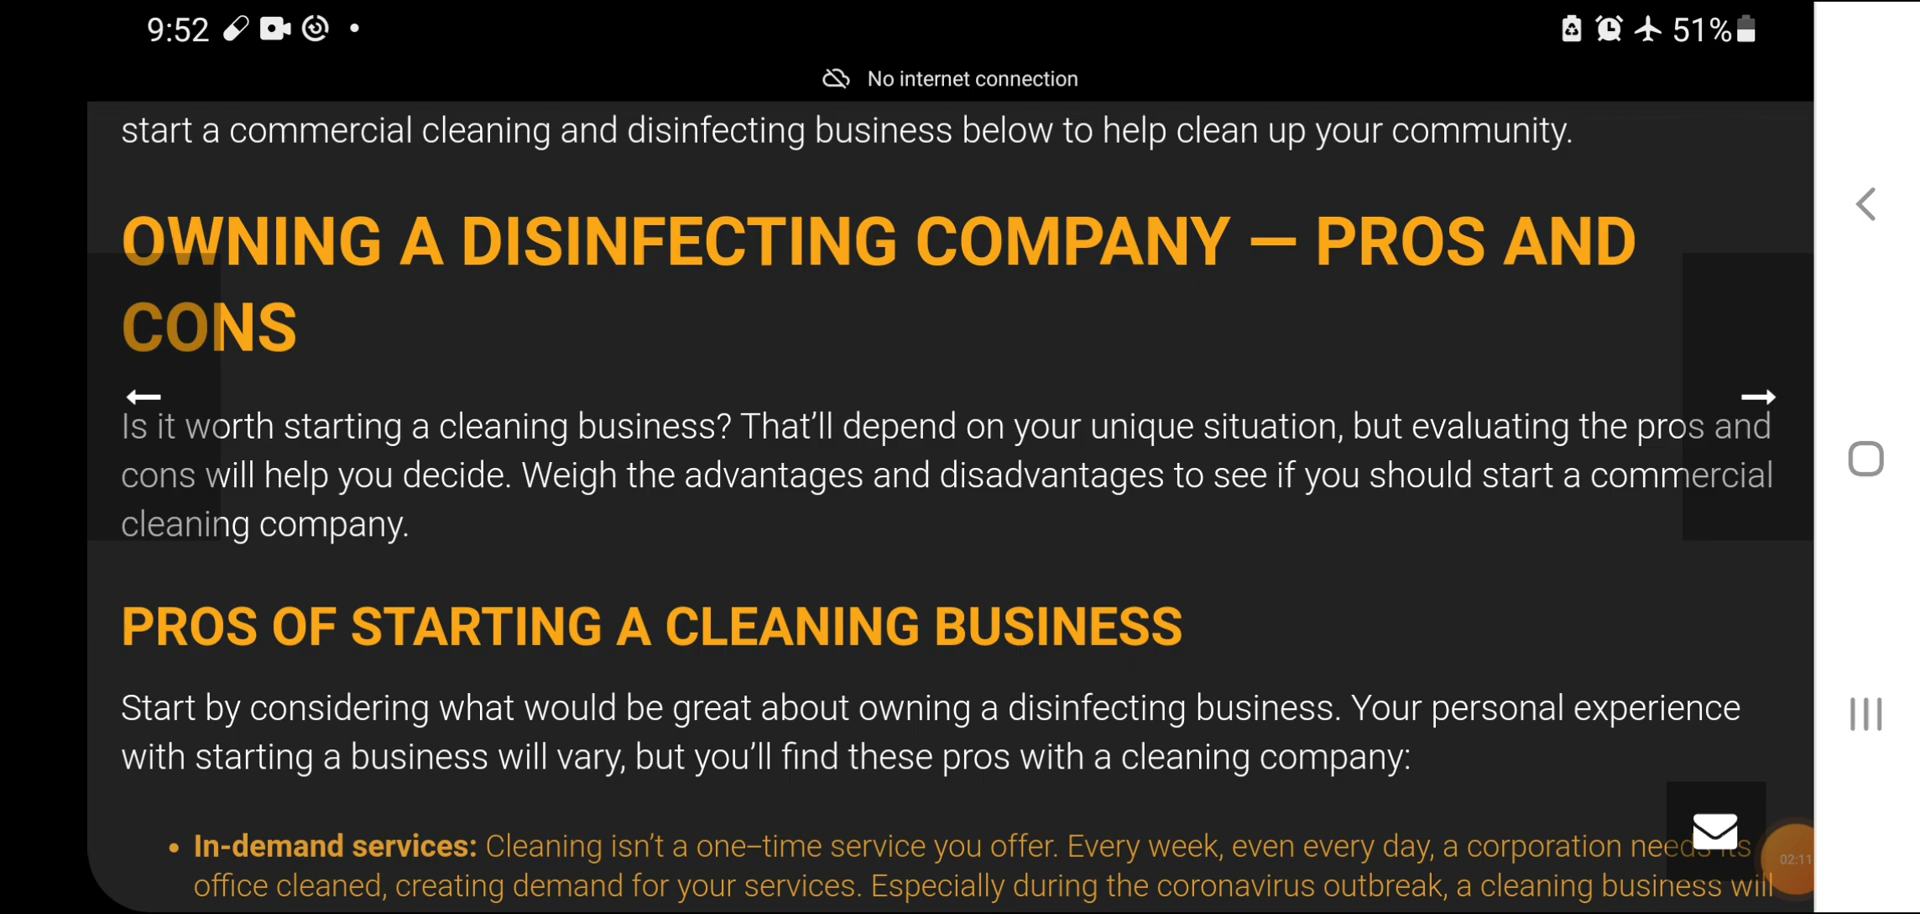 9:52
51%
No internet connection
start a commercial cleaning and disinfecting business below to help clean up your community.
OWNING A DISINFECTING COMPANY — PROS AND
CONS
Is it worth starting a cleaning business? That’ll depend on your unique situation, but evaluating the pros and
cons will help you decide. Weigh the advantages and disadvantages to see if you should start a commercial
cleaning company.
PROS OF STARTING A CLEANING BUSINESS
Start by considering what would be great about owning a disinfecting business. Your personal experience
with starting a business will vary, but you’ll find these pros with a cleaning company:
• In-demand services: Cleaning isn’t a one–time service you offer. Every week, even every day, a corporation needs its
office cleaned, creating demand for your services. Especially during the coronavirus outbreak, a cleaning business will
02:11